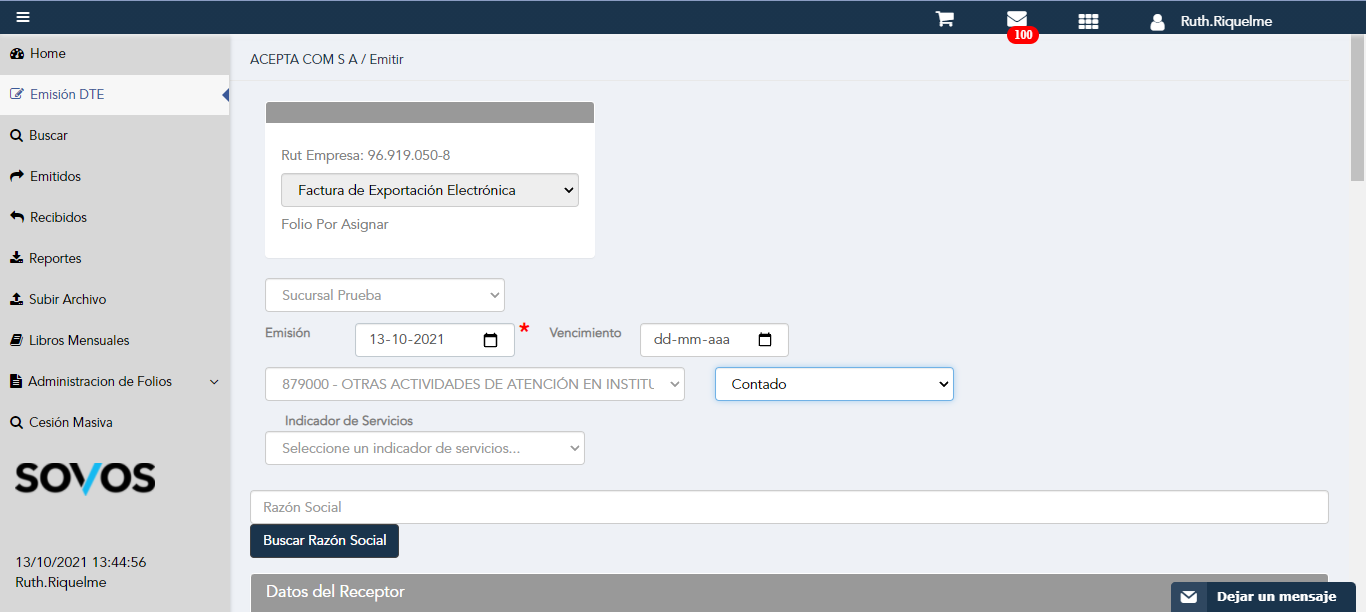 100
Ruth.Riquelme
Home
Emisión DTE
Buscar
Emitidos
Recibidos
Reportes
Subir Archivo
Libros Mensuales
Administracion de Folios
Cesión Masiva
SOVOS
13/10/2021 13:44:56
Ruth.Riquelme
ACEPTA COM S A / Emitir
Rut Empresa: 96.919.050-8
Factura de Exportación Electrónica
Folio Por Asignar
Sucursal Prueba
Emisión 13-10-2021 * Vencimiento dd-mm-aaa
879000 - OTRAS ACTIVIDADES DE ATENCIÓN EN INSTITU Contado
Indicador de Servicios
Seleccione un indicador de servicios...
Razón Social
Buscar Razón Social
Datos del Receptor
Dejar un mensaje